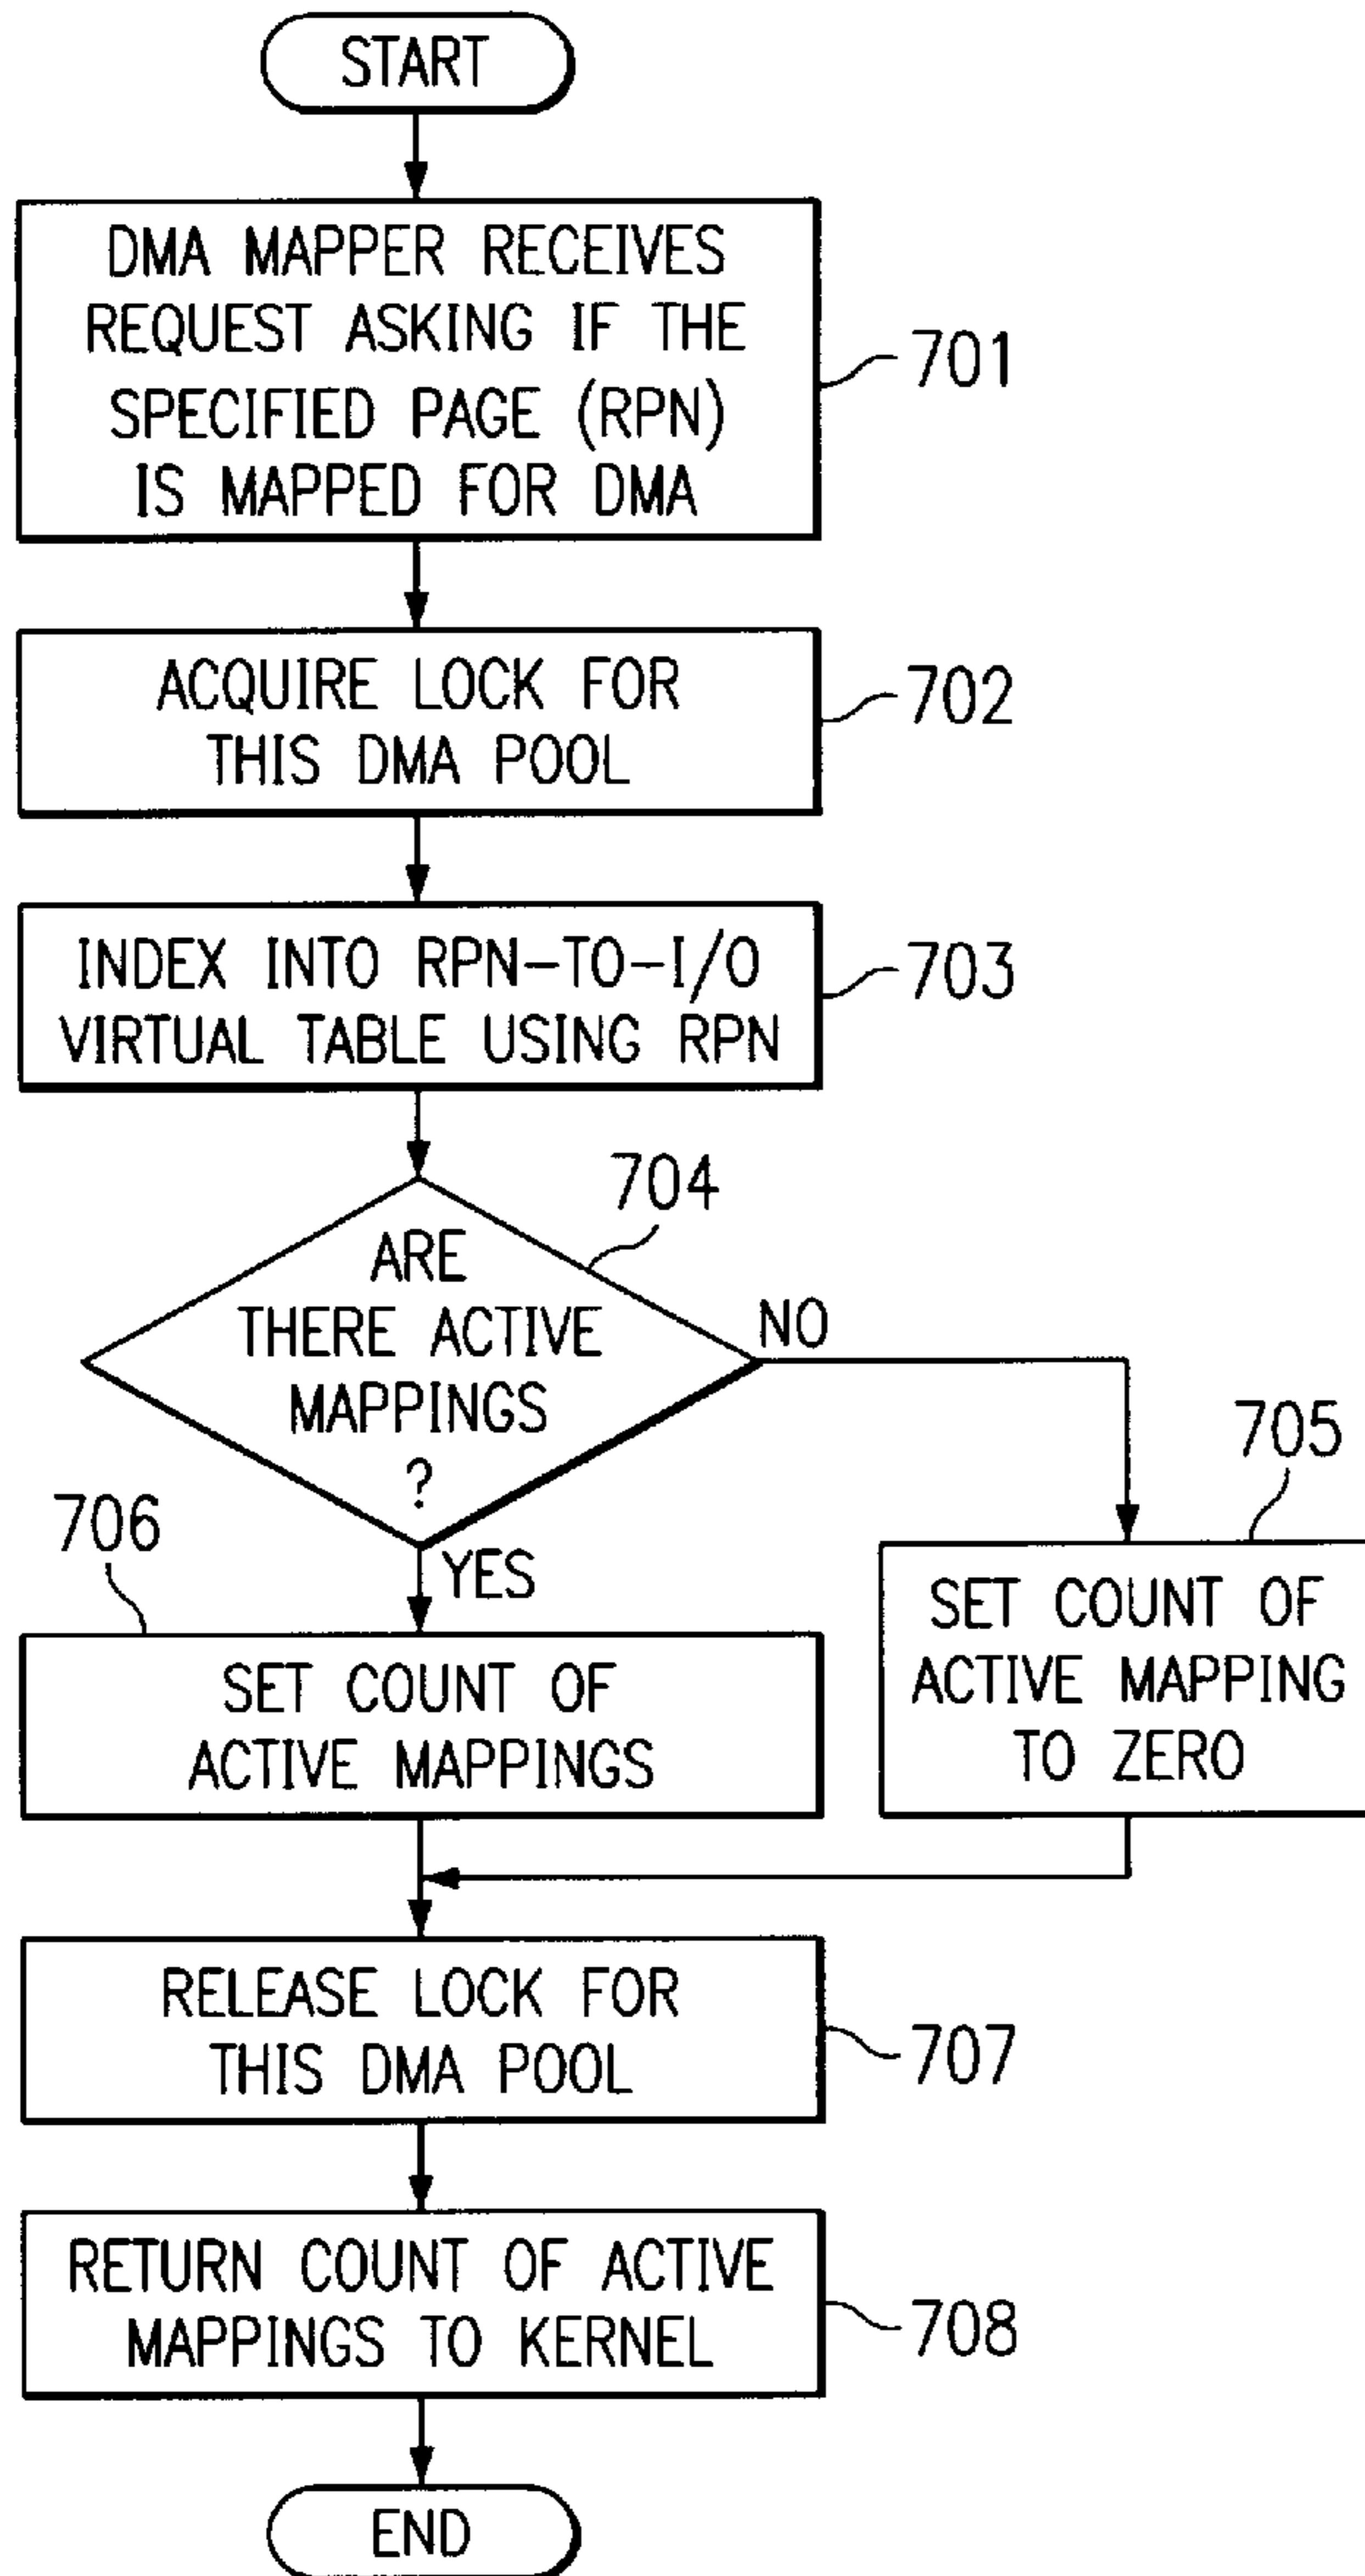 START
DMA MAPPER RECEIVES
REQUEST ASKING IF THE
SPECIFIED PAGE (RPN)
IS MAPPED FOR DMA
701
ACQUIRE LOCK FOR
THIS DMA POOL
702
INDEX INTO RPN-TO-I/O
VIRTUAL TABLE USING RPN
703
704
ARE
THERE ACTIVE
MAPPINGS
?
NO
YES
705
SET COUNT OF
ACTIVE MAPPING
TO ZERO
706
SET COUNT OF
ACTIVE MAPPINGS
RELEASE LOCK FOR
THIS DMA POOL
707
RETURN COUNT OF ACTIVE
MAPPINGS TO KERNEL
708
END